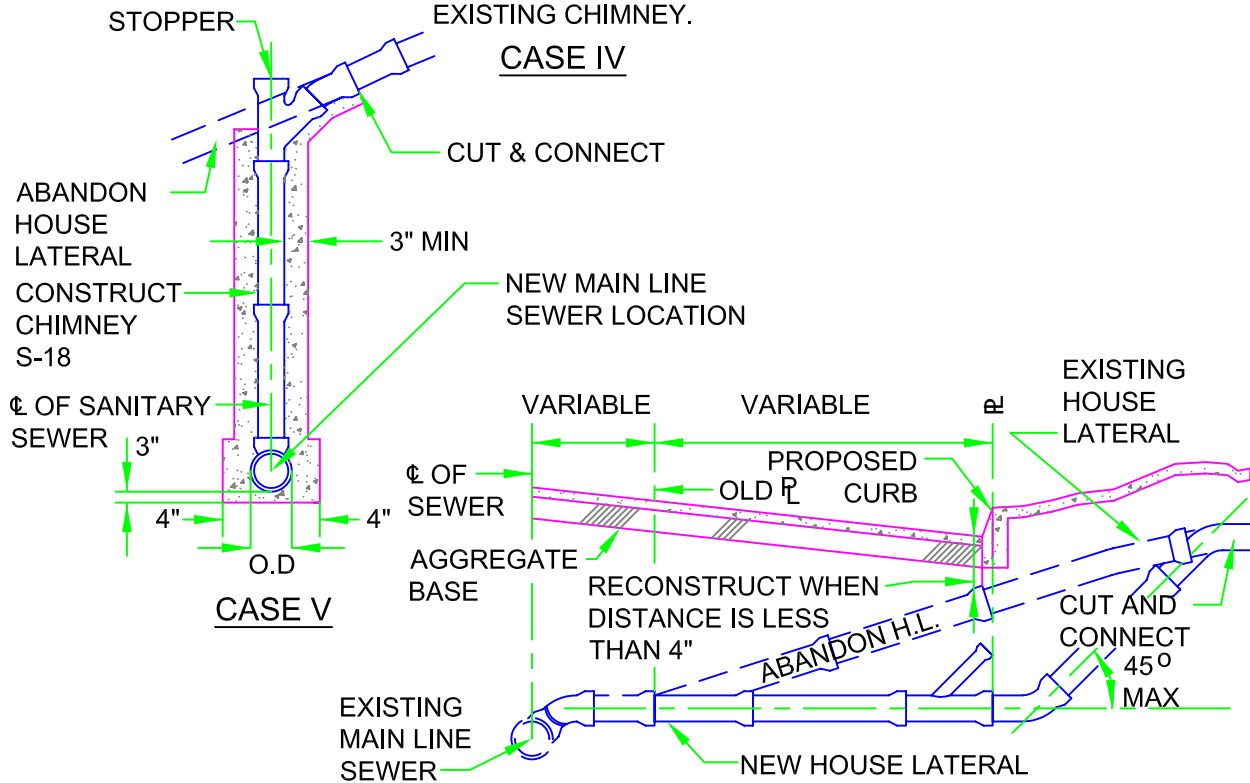 STOPPER
EXISTING CHIMNEY.
CASE IV
CUT & CONNECT
ABANDON
HOUSE
LATERAL
3" MIN
CONSTRUCT
CHIMNEY
S-18
NEW MAIN LINE
SEWER LOCATION
℄ OF SANITARY
SEWER
3"
4"
4"
O.D
CASE V
VARIABLE
VARIABLE
PL
EXISTING
HOUSE
LATERAL
℄ OF
SEWER
OLD PL
PROPOSED
CURB
AGGREGATE
BASE
RECONSTRUCT WHEN
DISTANCE IS LESS
THAN 4"
ABANDON H.L.
CUT AND
CONNECT
45°
MAX
EXISTING
MAIN LINE
SEWER
NEW HOUSE LATERAL